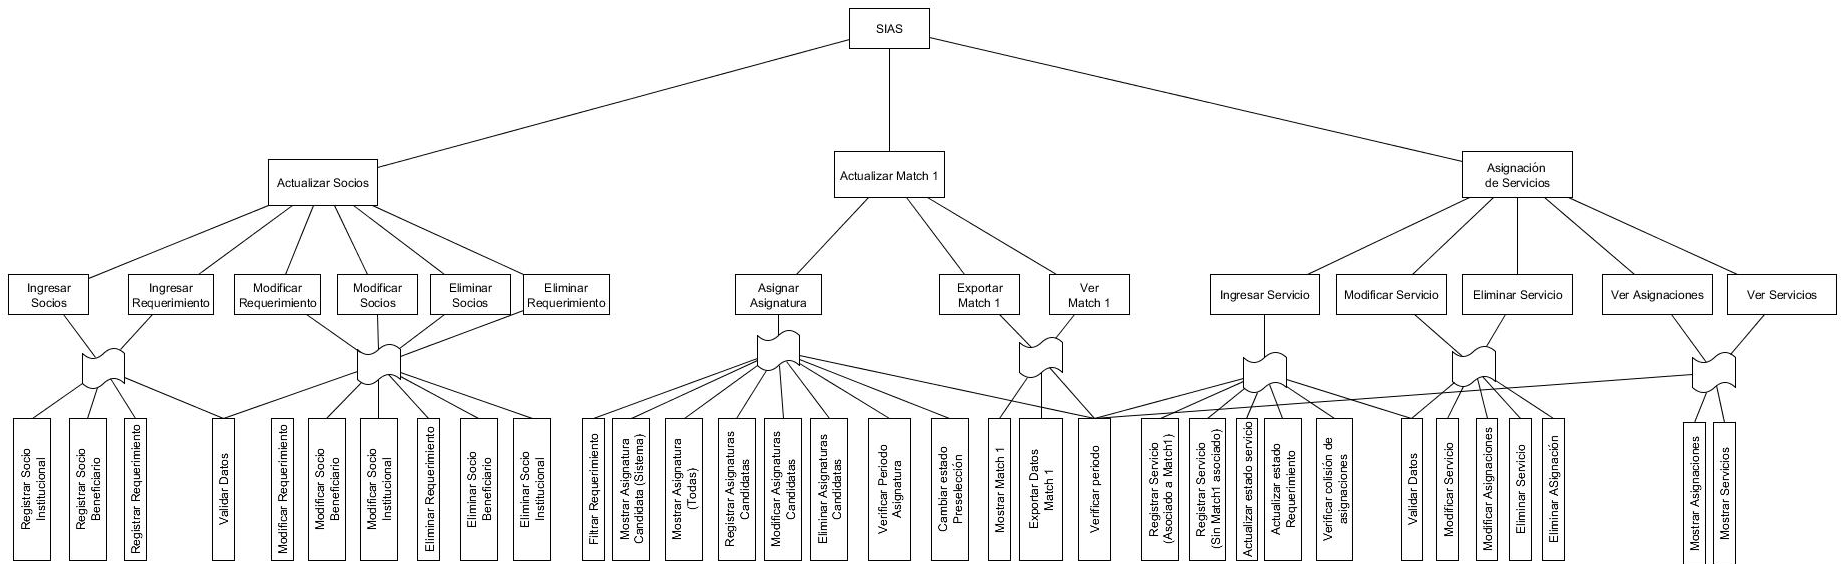 SIAS
Actualizar Socios
Actualizar Match 1
Asignación
de Servicios
Ingresar
Socios
Ingresar
Requerimiento
Modificar
Requerimiento
Modificar
Socios
Eliminar
Socios
Eliminar
Requerimiento
Asignar
Asignatura
Exportar
Match 1
Ver
Match 1
Ingresar Servicio
Modificar Servicio
Eliminar Servicio
Ver Asignaciones
Ver Servicios
Registrar Socio
Institucional
Registrar Socio
Beneficiario
Registrar Requerimiento
Validar Datos
Modificar Requerimiento
Modificar Socio
Beneficiario
Modificar Socio
Institucional
Eliminar Requerimiento
Eliminar Socio
Beneficiario
Eliminar Socio
Institucional
Filtrar Requerimiento
Mostrar Asignatura
Candidata (Sistema)
Mostrar Asignatura
(Todas)
Registrar Asignaturas
Candidatas
Modifica Asignaturas
Candidatas
Eliminar Asignaturas
Candidatas
Verificar Periodo
Asignatura
Cambiar estado
Preselección
Mostrar Match 1
Exportar Datos
Match 1
Verificar periodo
Registrar Servicio
(Asociado a Match1)
Registrar Servicio
(Sin Match1 asociado)
Actualizar estado servicio
Actualizar estado
Requerimiento
Verificar colisión de
asignaciones
Validar Datos
Modificar Servicio
Modificar Asignaciones
Eliminar Servicio
Eliminar ASignación
Mostrar Asignaciones
Mostrar Servicios